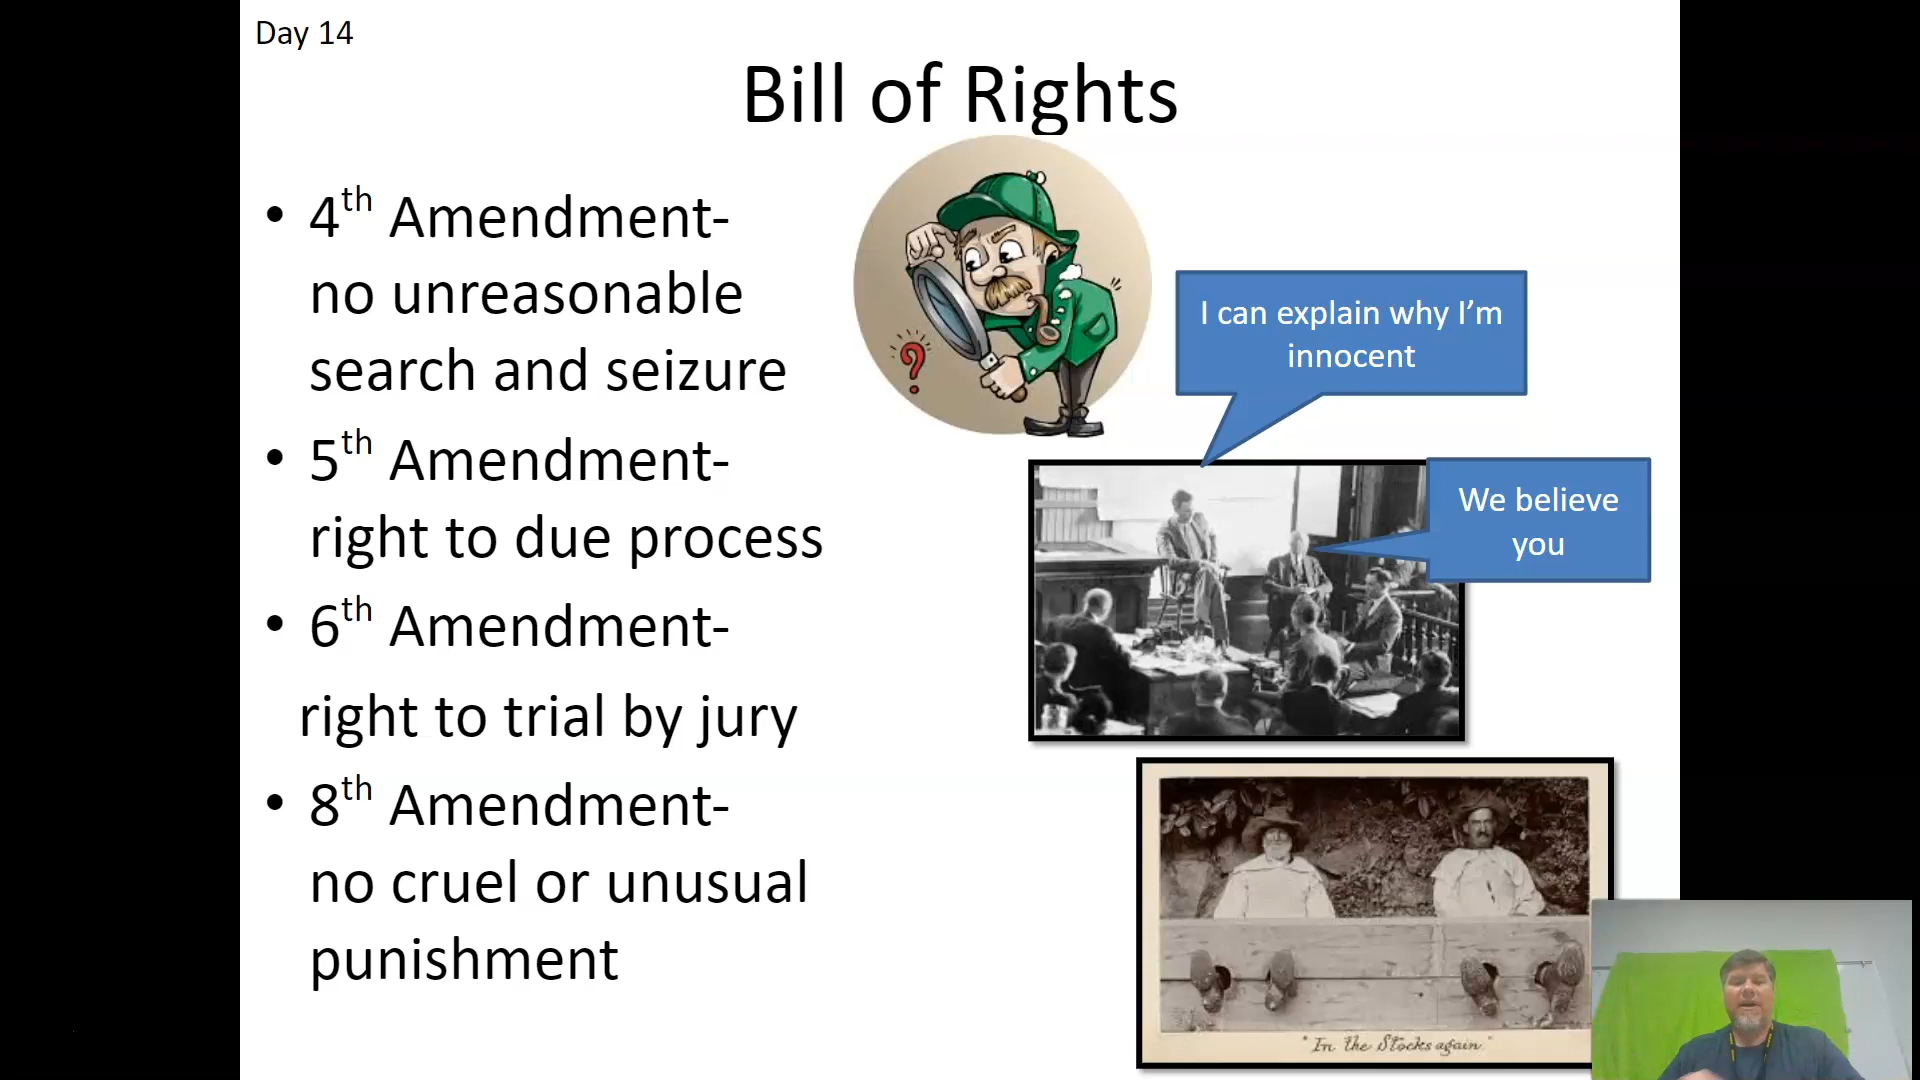 Day 14
Bill of Rights
• 4th Amendment-
no unreasonable
search and seizure
• 5th Amendment-
right to due process
• 6th Amendment-
right to trial by jury
• 8th Amendment-
no cruel or unusual
punishment
I can explain why I’m
innocent
We believe
you
"In the Stocks again."